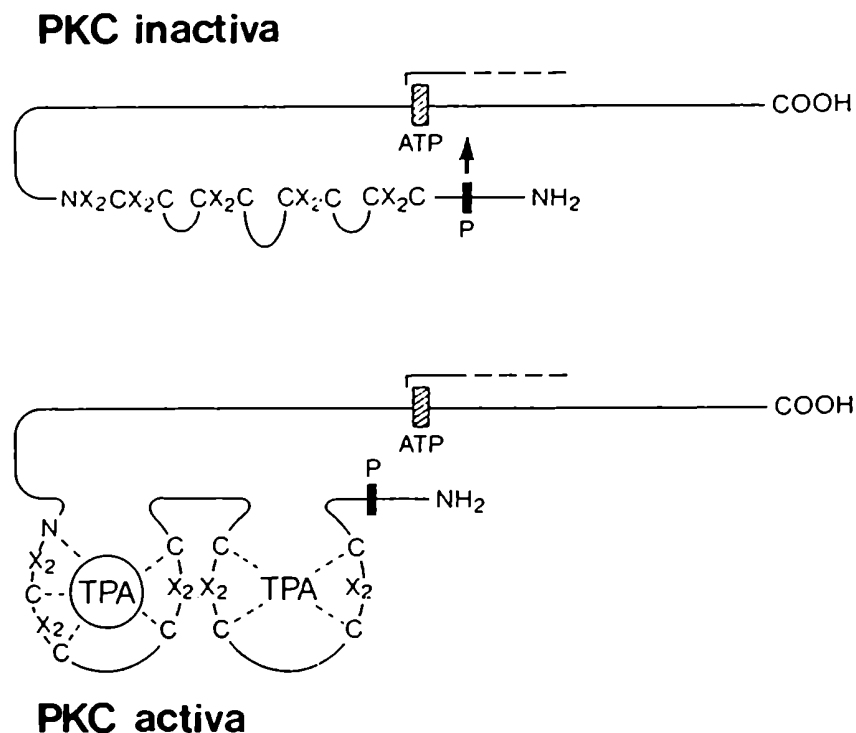 PKC inactiva
COOH
ATP
NX₂CX₂C CX₂C CX₂C CX₂C NH₂
P
COOH
ATP
P
NH₂
N C C C
X₂
C TPA X₂ X₂ TPA X₂
X₂
C C C C
PKC activa